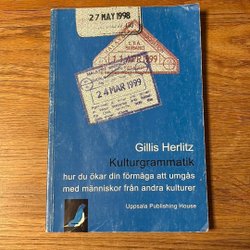 27 MAY 1998
24 MAR 1999
Gillis Herlitz
Kulturgrammatik
hur du ökar din förmåga att umgås
med människor från andra kulturer
Uppsala Publishing House